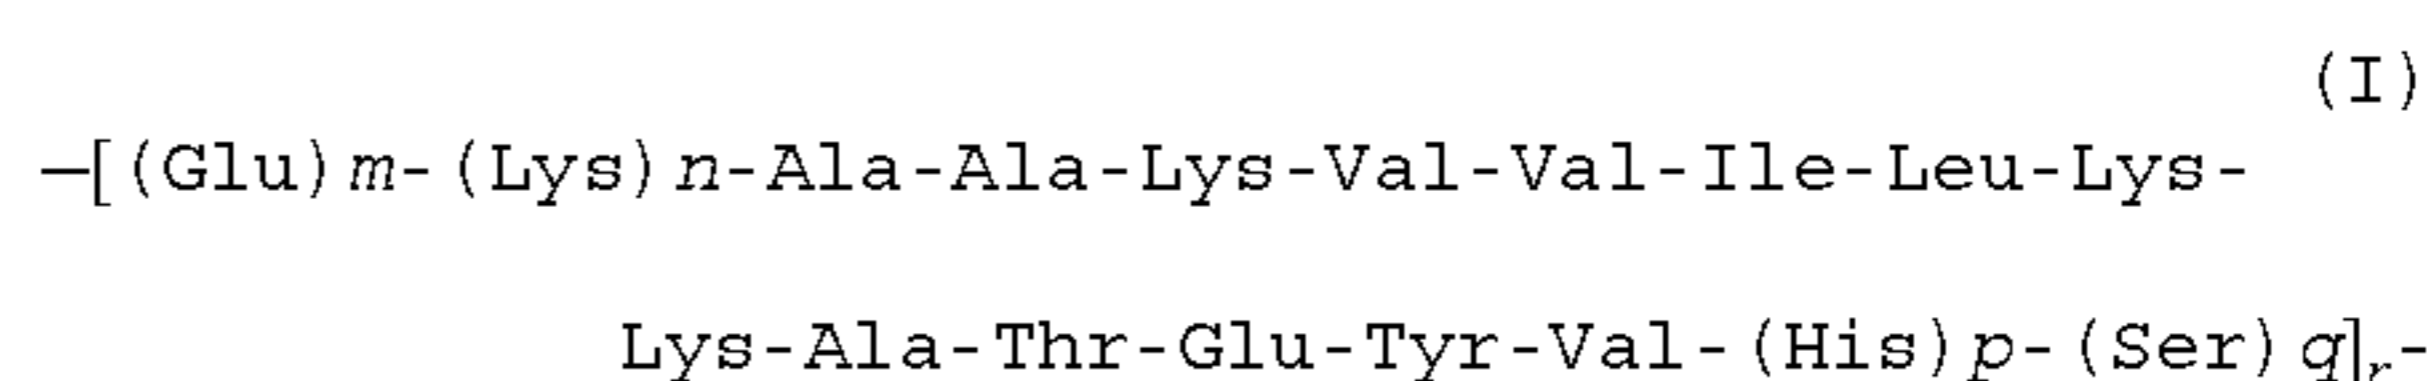 (I)
—[(Glu)m-(Lys)n-Ala-Ala-Lys-Val-Val-Ile-Leu-Lys-
Lys-Ala-Thr-Glu-Tyr-Val-(His)p-(Ser)q]r-